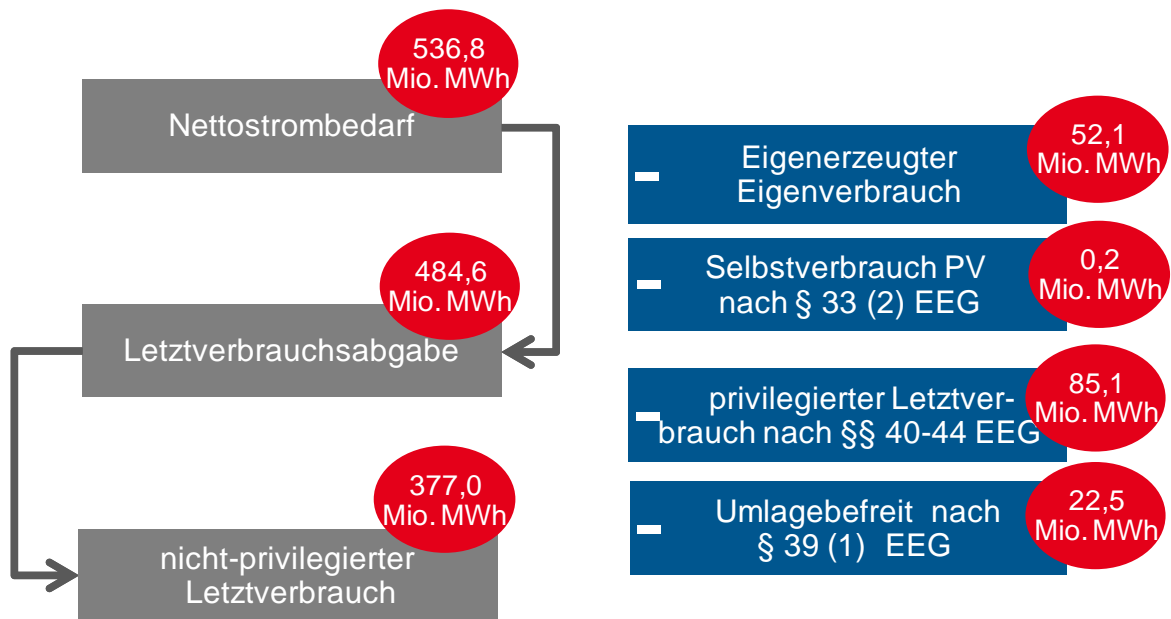 536,8
Mio. MWh
Nettostrombedarf
484,6
Mio. MWh
Letztverbrauchsabgabe
377,0
Mio. MWh
nicht-privilegierter
Letztverbrauch
52,1
Mio. MWh
Eigenerzeugter
Eigenverbrauch
0,2
Mio. MWh
Selbstverbrauch PV
nach § 33 (2) EEG
85,1
Mio. MWh
privilegierter Letztver-
brauch nach §§ 40-44 EEG
22,5
Mio. MWh
Umlagebefreit nach
§ 39 (1) EEG